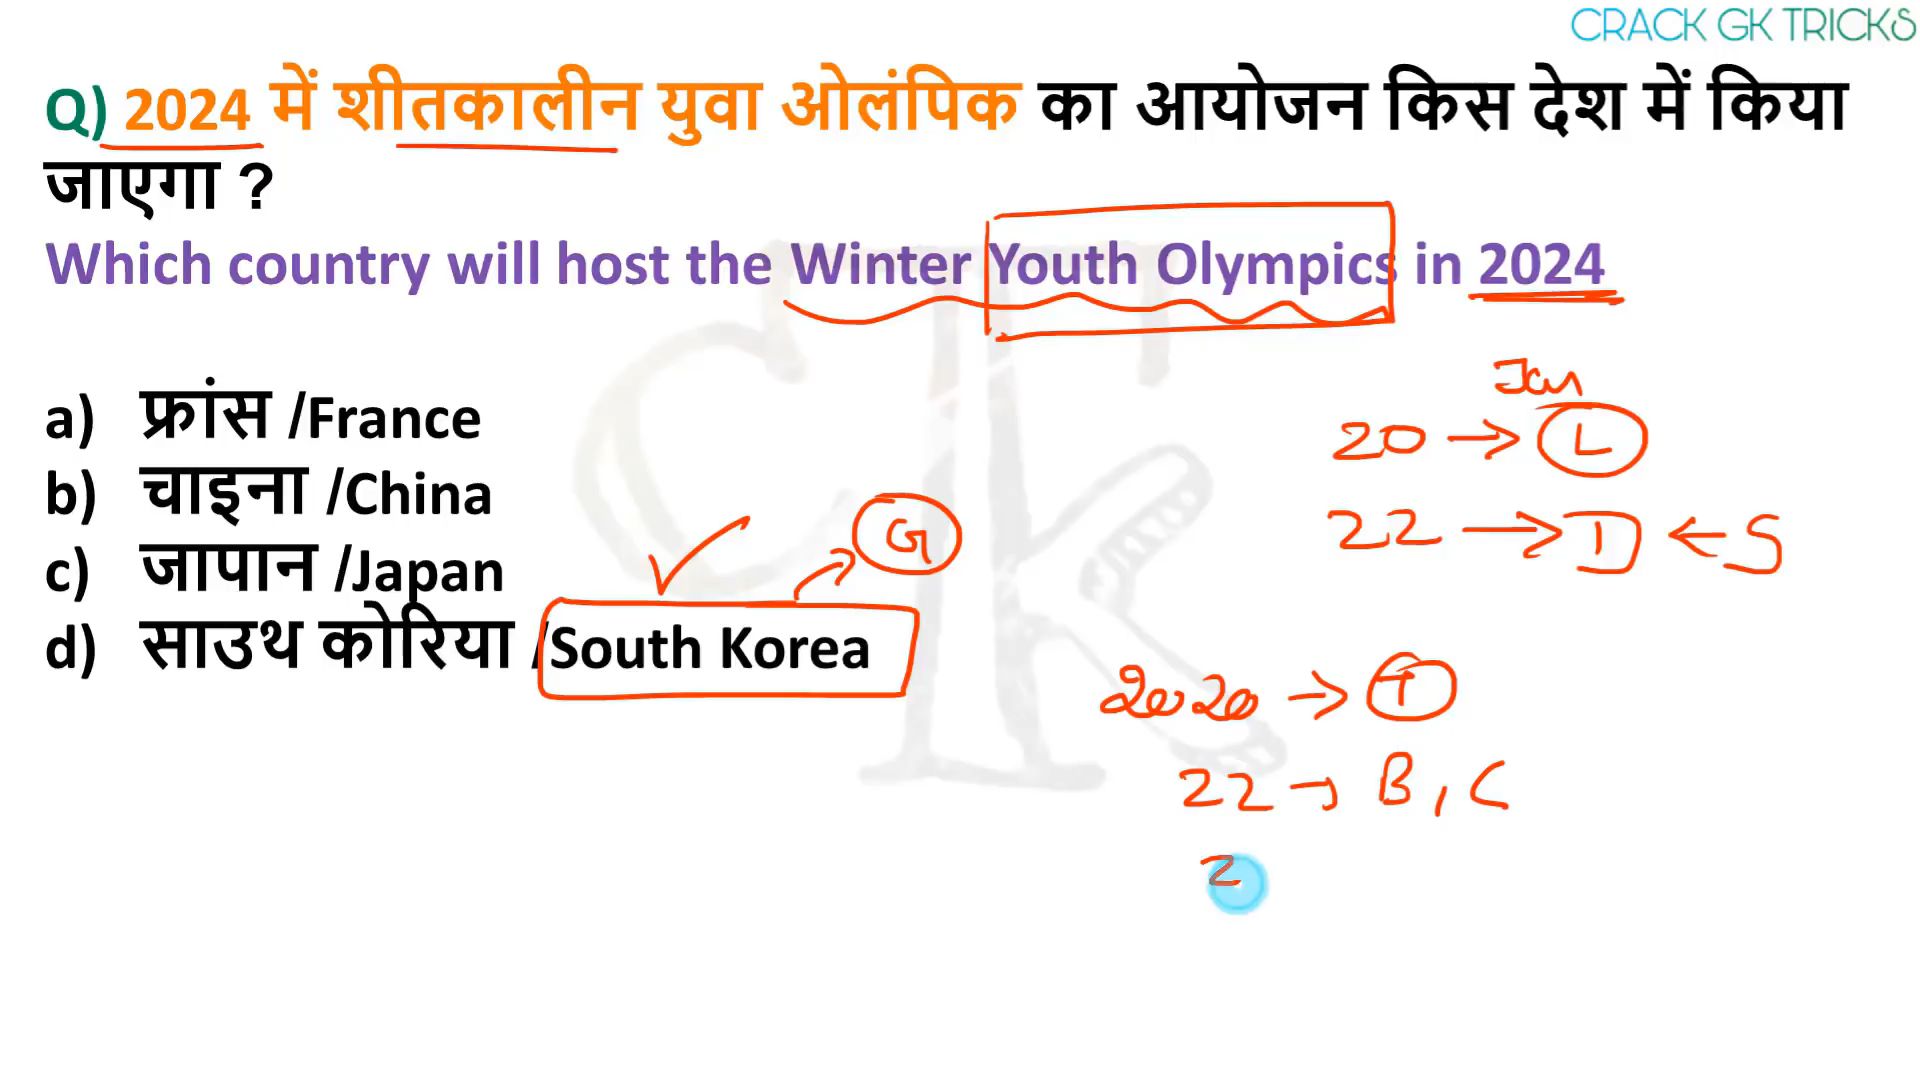 CRACK GK TRICKS
Q) 2024 में शीतकालीन युवा ओलंपिक का आयोजन किस देश में किया
जाएगा ?
Which country will host the Winter Youth Olympics in 2024
a) फ्रांस /France
b) चाइना /China
c) जापान /Japan
d) साउथ कोरिया /South Korea
G
Jan
20 → L
22 → D ← S
2020 → T
22 → B, C
2